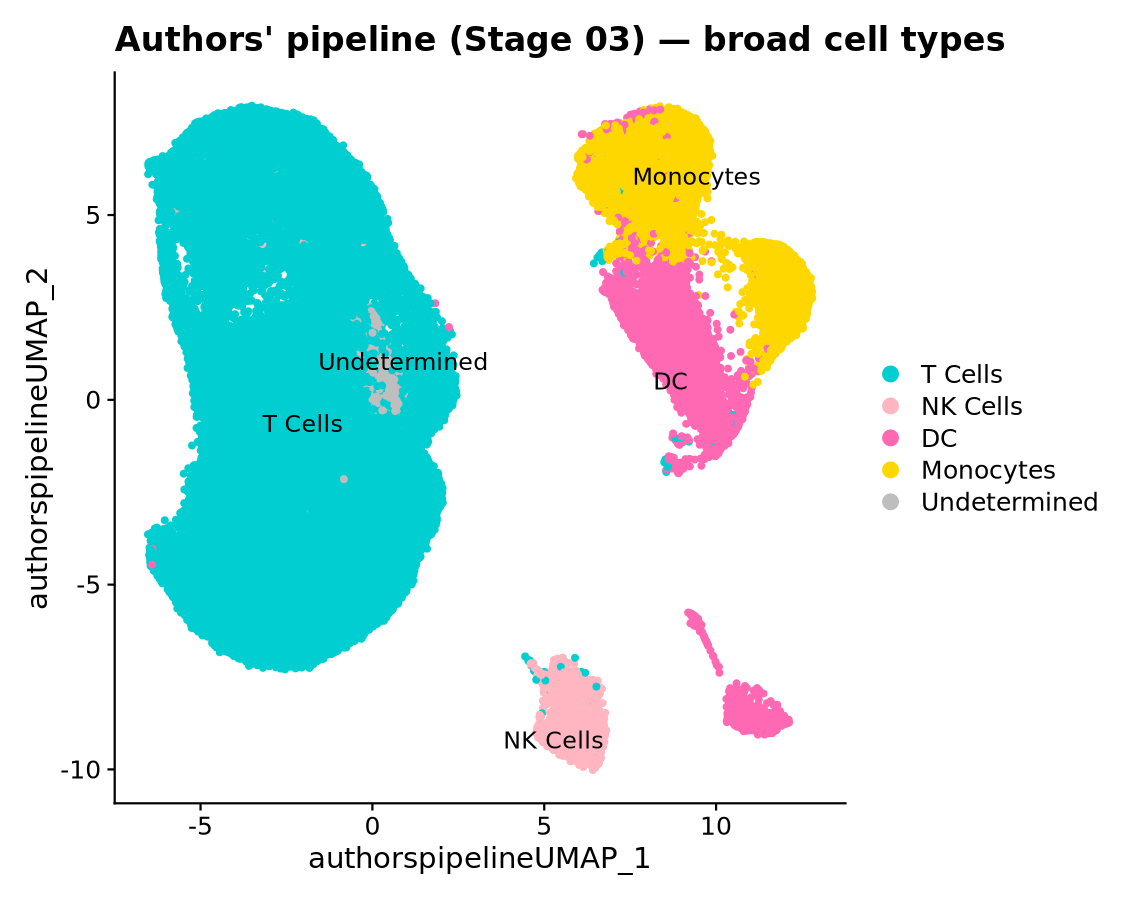 Authors' pipeline (Stage 03) — broad cell types
authorspipelineUMAP_2
5
0
-5
-10
Monocytes
Undetermined
DC
T Cells
NK Cells
T Cells
NK Cells
DC
Monocytes
Undetermined
-5
0
5
10
authorspipelineUMAP_1